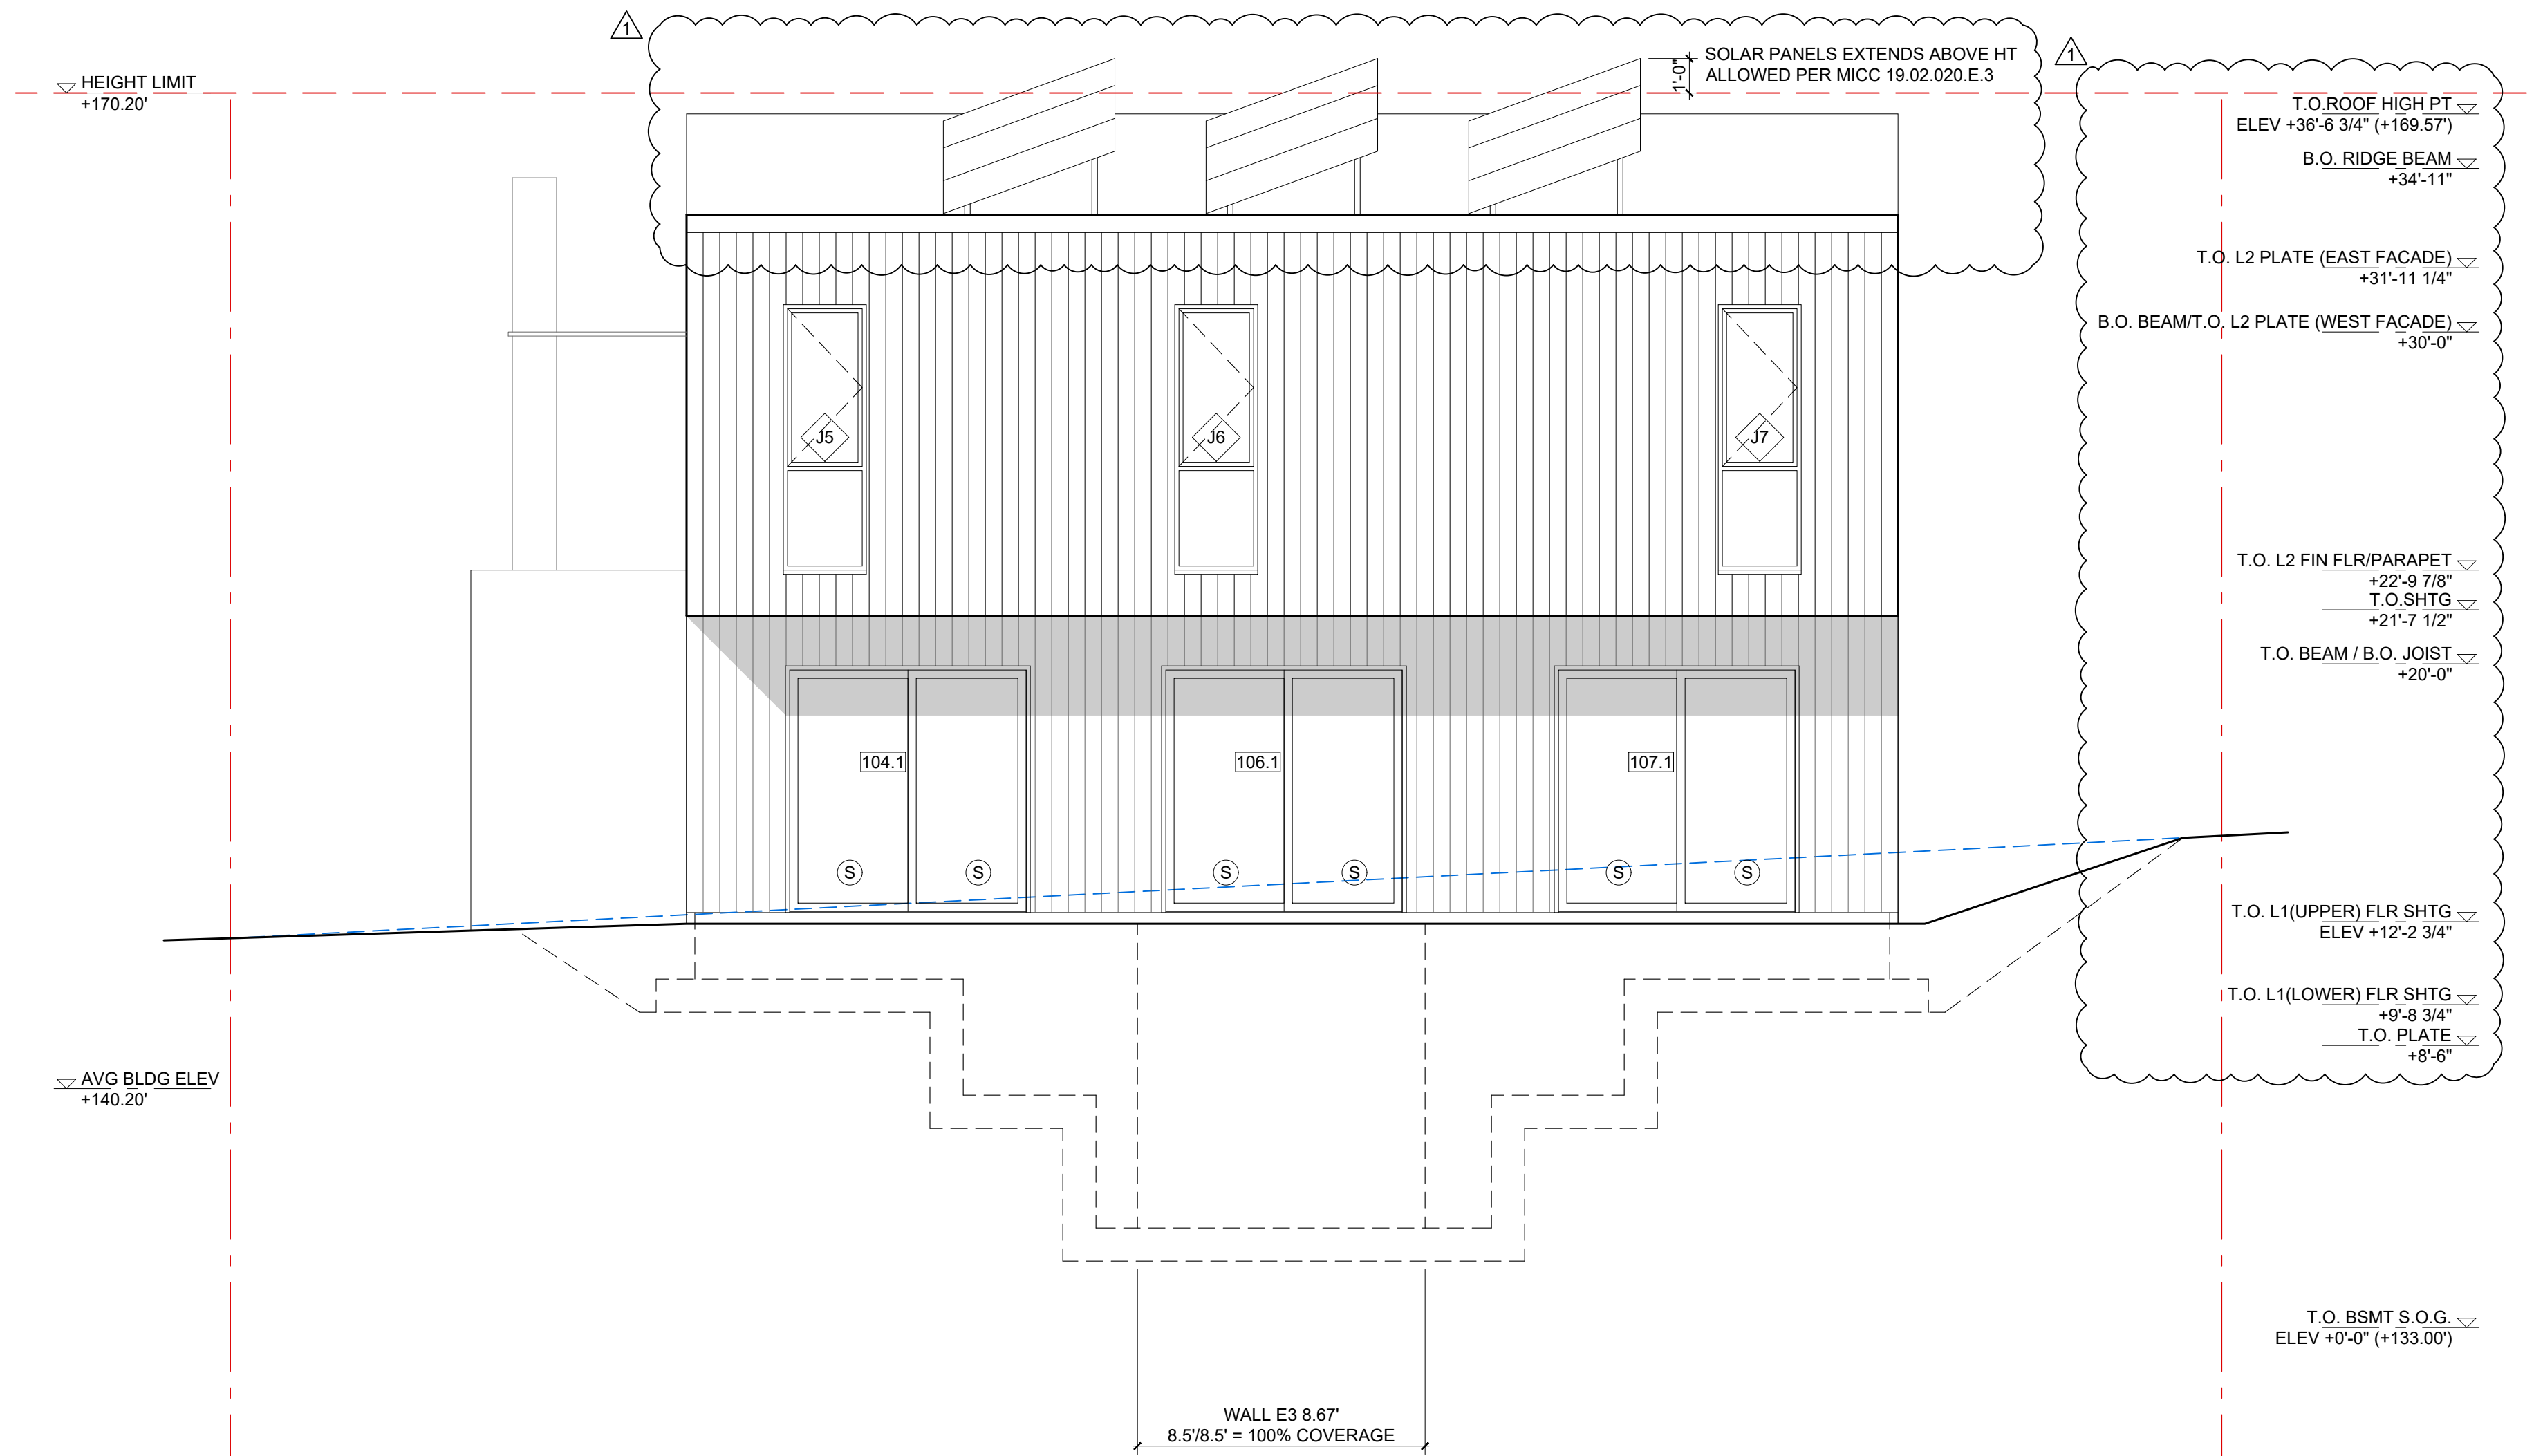 1
1
HEIGHT LIMIT
+170.20'
1'-0"
SOLAR PANELS EXTENDS ABOVE HT
ALLOWED PER MICC 19.02.020.E.3
T.O.ROOF HIGH PT
ELEV +36'-6 3/4" (+169.57')
B.O. RIDGE BEAM
+34'-11"
T.O. L2 PLATE (EAST FACADE)
+31'-11 1/4"
B.O. BEAM/T.O. L2 PLATE (WEST FACADE)
+30'-0"
J5
J6
J7
T.O. L2 FIN FLR/PARAPET
+22'-9 7/8"
T.O.SHTG
+21'-7 1/2"
T.O. BEAM / B.O. JOIST
+20'-0"
104.1
106.1
107.1
S
S
S
S
S
S
T.O. L1(UPPER) FLR SHTG
ELEV +12'-2 3/4"
T.O. L1(LOWER) FLR SHTG
+9'-8 3/4"
T.O. PLATE
+8'-6"
AVG BLDG ELEV
+140.20'
T.O. BSMT S.O.G.
ELEV +0'-0" (+133.00')
WALL E3 8.67'
8.5'/8.5' = 100% COVERAGE